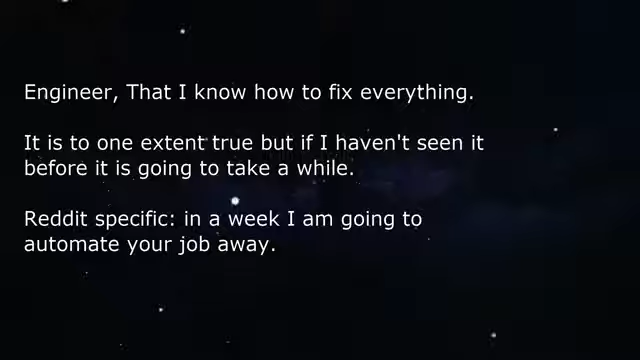 Engineer, That I know how to fix everything.
It is to one extent true but if I haven't seen it
before it is going to take a while.
Reddit specific: in a week I am going to
automate your job away.